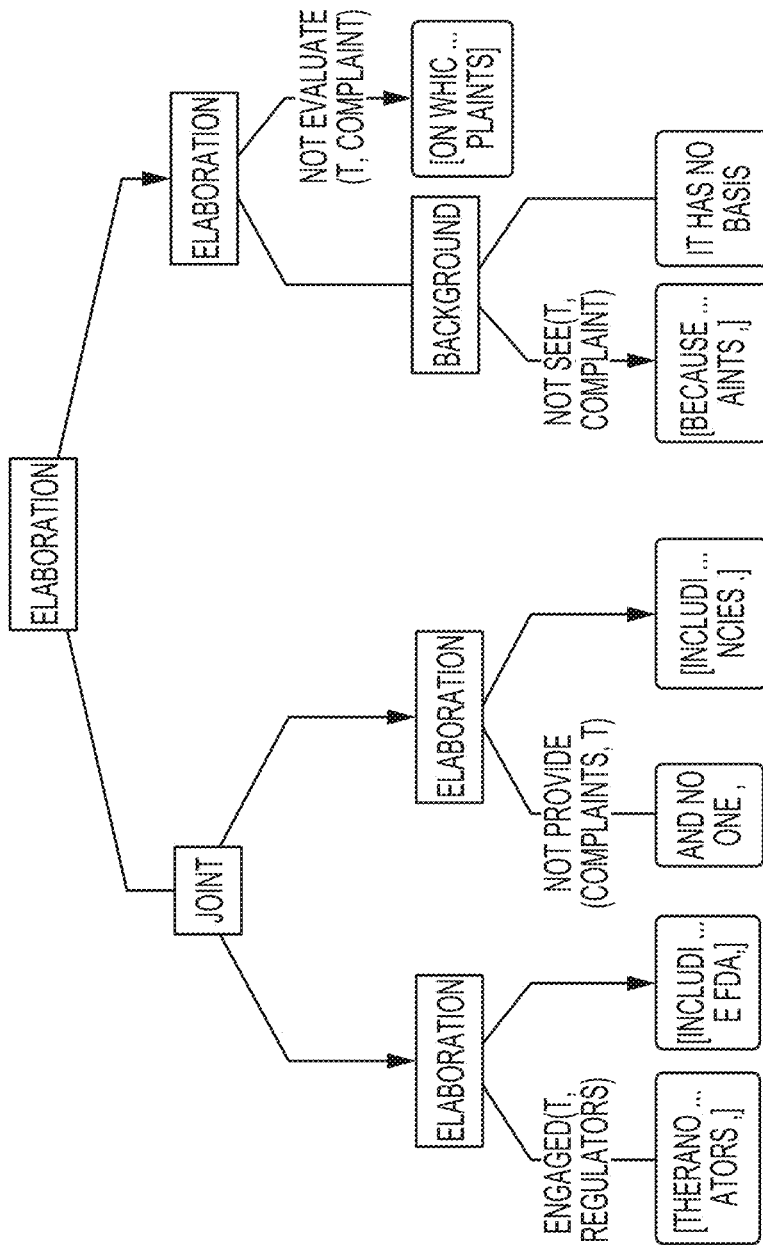 ELABORATION
JOINT
ELABORATION
ELABORATION
ELABORATION
BACKGROUND
NOT EVALUATE
(T, COMPLAINT)
[ON WHIC ...
PLAINTS]
ENGAGED(T,
REGULATORS)
NOT PROVIDE
(COMPLAINTS, T)
NOT SEE(T,
COMPLAINT)
[THERANO ...
ATORS ,]
[INCLUDI ...
E FDA,]
AND NO
ONE ,
[INCLUDI ...
NCIES ,]
[BECAUSE ...
AINTS ,]
IT HAS NO
BASIS